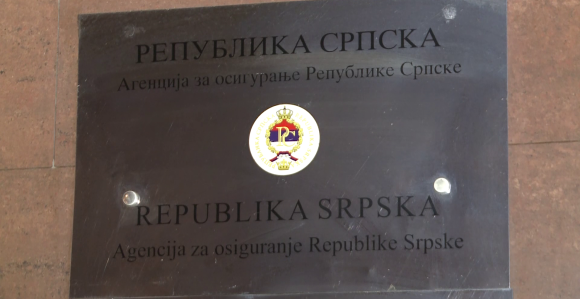 РЕПУБЛИКА СРПСКА
Агенција за осигурање Републике Српске
REPUBLIKA SRPSKA
Agencija za osiguranje Republike Srpske